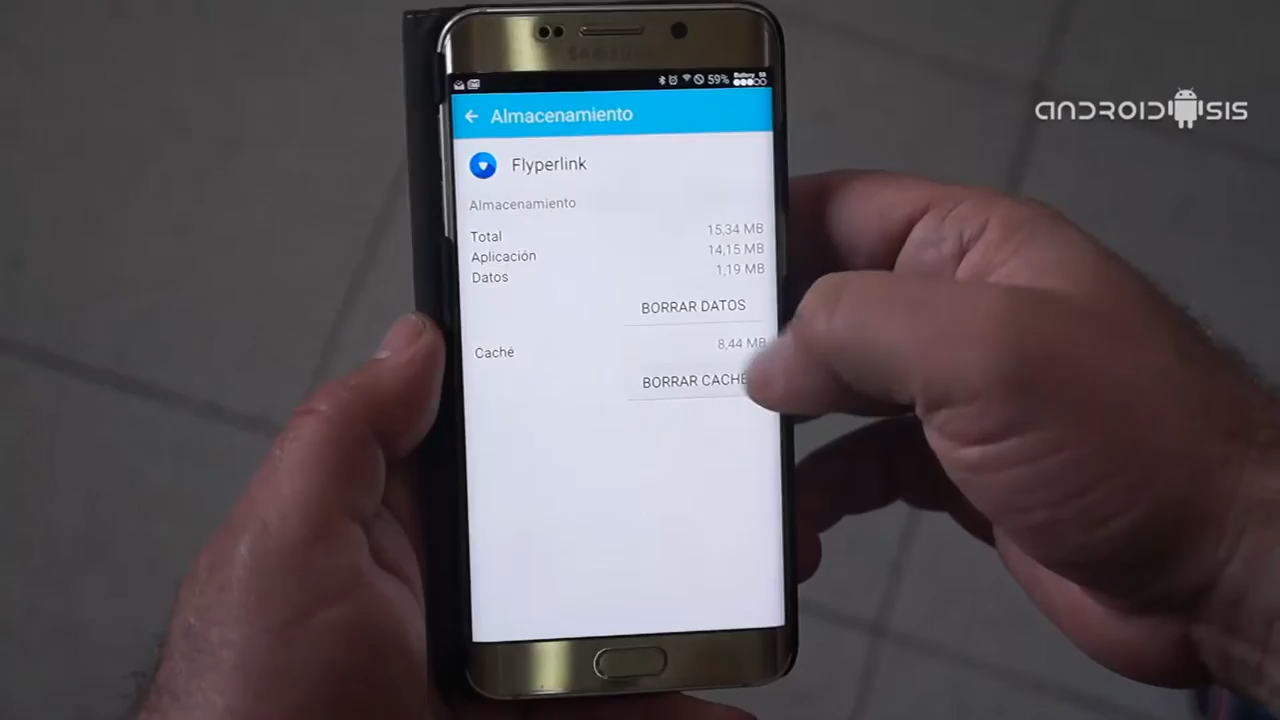 SAMSUNG
59%
Almacenamiento
Flyperlink
Almacenamiento
Total 15,34 MB
Aplicación 14,15 MB
Datos 1,19 MB
BORRAR DATOS
Caché 8,44 MB
BORRAR CACHÉ
ANDROIDSIS